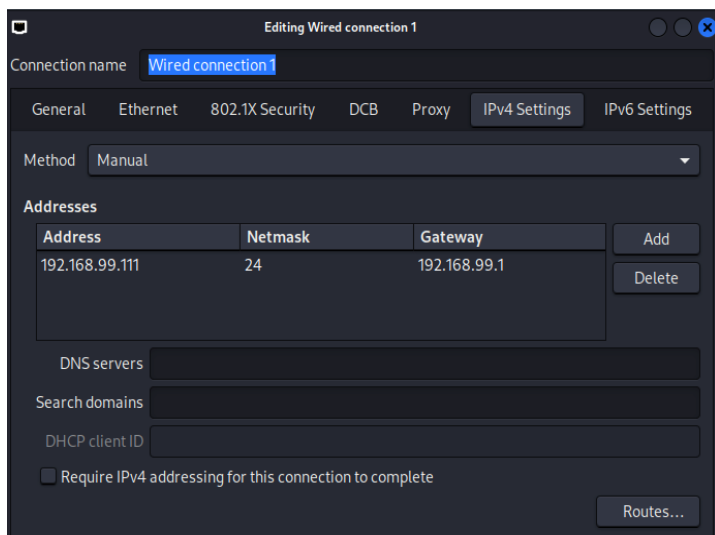 Editing Wired connection 1
Connection name Wired connection 1
General Ethernet 802.1X Security DCB Proxy IPv4 Settings IPv6 Settings
Method Manual
Addresses
Address Netmask Gateway Add
192.168.99.111 24 192.168.99.1
Delete
DNS servers
Search domains
DHCP client ID
Require IPv4 addressing for this connection to complete
Routes...